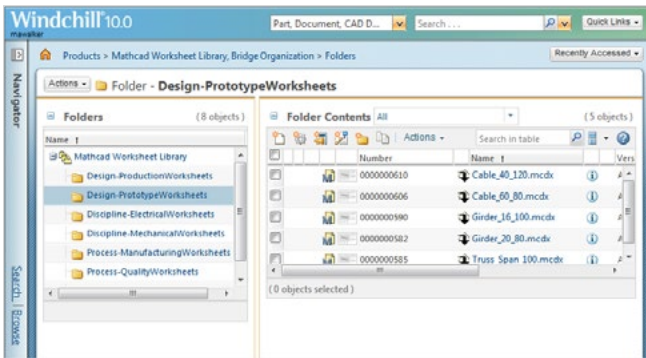 Windchill 10.0
mawalker
Part, Document, CAD D...
Search . . .
Quick Links
Products > Mathcad Worksheet Library, Bridge Organization > Folders
Recently Accessed
Navigator
Search
Browse
Actions
Folder - Design-PrototypeWorksheets
Folders
(8 objects)
Name ↑
Mathcad Worksheet Library
Design-ProductionWorksheets
Design-PrototypeWorksheets
Discipline-ElectricalWorksheets
Discipline-MechanicalWorksheets
Process-ManufacturingWorksheets
Process-QualityWorksheets
Folder Contents All
(5 objects)
Actions
Search in table
Number Name ↑ Vers
0000000610 Cable_40_120.mcdx
0000000606 Cable_60_80.mcdx
0000000590 Girder_16_100.mcdx
0000000582 Girder_20_80.mcdx
0000000585 Truss Span 100.mcdx
(0 objects selected)